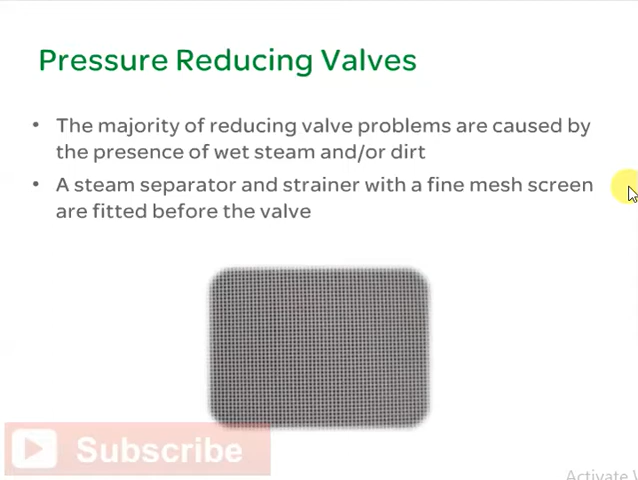 Pressure Reducing Valves
• The majority of reducing valve problems are caused by
the presence of wet steam and/or dirt
• A steam separator and strainer with a fine mesh screen
are fitted before the valve
Subscribe
Activate